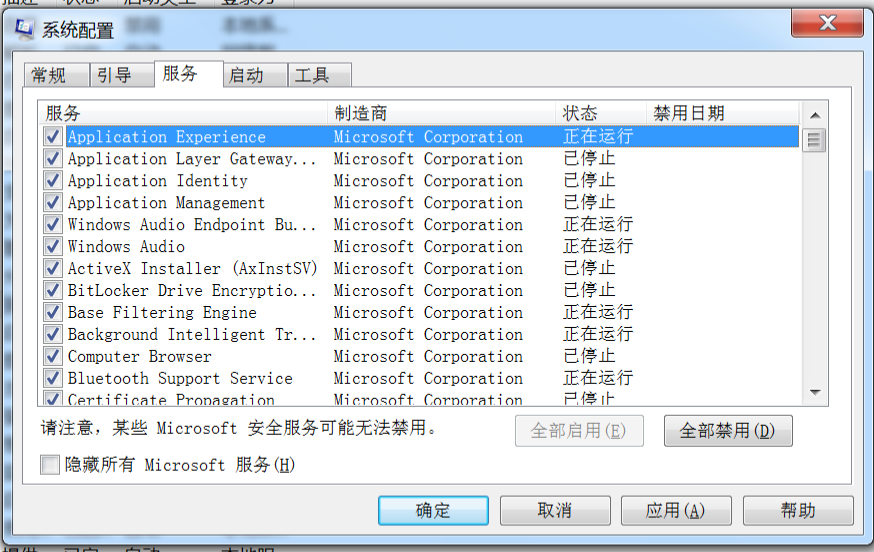 系统配置
常规 引导 服务 启动 工具
服务 制造商 状态 禁用日期
Application Experience Microsoft Corporation 正在运行
Application Layer Gateway... Microsoft Corporation 已停止
Application Identity Microsoft Corporation 已停止
Application Management Microsoft Corporation 已停止
Windows Audio Endpoint Bu... Microsoft Corporation 正在运行
Windows Audio Microsoft Corporation 正在运行
ActiveX Installer (AxInstSV) Microsoft Corporation 已停止
BitLocker Drive Encryptio... Microsoft Corporation 已停止
Base Filtering Engine Microsoft Corporation 正在运行
Background Intelligent Tr... Microsoft Corporation 正在运行
Computer Browser Microsoft Corporation 已停止
Bluetooth Support Service Microsoft Corporation 正在运行
Certificate Propagation Microsoft Corporation 已停止
请注意，某些 Microsoft 安全服务可能无法禁用。
全部启用(E) 全部禁用(D)
隐藏所有 Microsoft 服务(H)
确定 取消 应用(A) 帮助